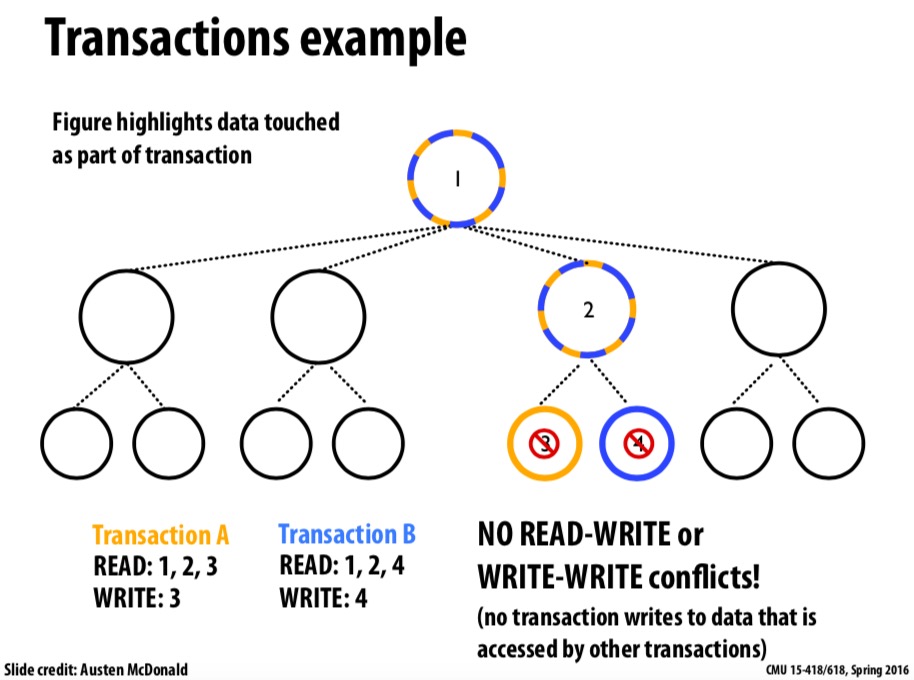 Transactions example
Figure highlights data touched
as part of transaction
1
2
3
4
Transaction A
READ: 1, 2, 3
WRITE: 3
Transaction B
READ: 1, 2, 4
WRITE: 4
NO READ-WRITE or
WRITE-WRITE conflicts!
(no transaction writes to data that is
accessed by other transactions)
Slide credit: Austen McDonald
CMU 15-418/618, Spring 2016